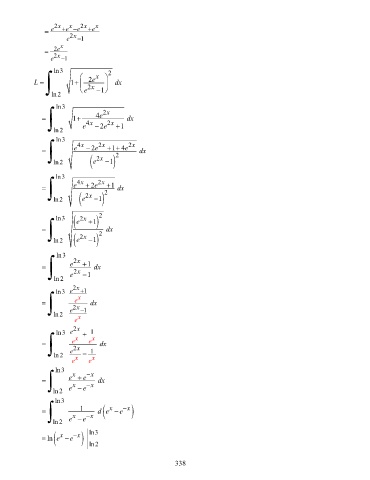 = \frac{e^{2x}+e^{x}-e^{2x}+e^{x}}{e^{2x}-1}
= \frac{2e^{x}}{e^{2x}-1}
L = \int_{\ln 2}^{\ln 3} \sqrt{1+\left(\frac{2e^{x}}{e^{2x}-1}\right)^{2}} dx
= \int_{\ln 2}^{\ln 3} \sqrt{1+\frac{4e^{2x}}{e^{4x}-2e^{2x}+1}} dx
= \int_{\ln 2}^{\ln 3} \sqrt{\frac{e^{4x}-2e^{2x}+1+4e^{2x}}{\left(e^{2x}-1\right)^{2}}} dx
= \int_{\ln 2}^{\ln 3} \sqrt{\frac{e^{4x}+2e^{2x}+1}{\left(e^{2x}-1\right)^{2}}} dx
= \int_{\ln 2}^{\ln 3} \sqrt{\frac{\left(e^{2x}+1\right)^{2}}{\left(e^{2x}-1\right)^{2}}} dx
= \int_{\ln 2}^{\ln 3} \frac{e^{2x}+1}{e^{2x}-1} dx
= \int_{\ln 2}^{\ln 3} \frac{\frac{e^{2x}+1}{e^{x}}}{\frac{e^{2x}-1}{e^{x}}} dx
= \int_{\ln 2}^{\ln 3} \frac{\frac{e^{2x}}{e^{x}}+\frac{1}{e^{x}}}{\frac{e^{2x}}{e^{x}}-\frac{1}{e^{x}}} dx
= \int_{\ln 2}^{\ln 3} \frac{e^{x}+e^{-x}}{e^{x}-e^{-x}} dx
= \int_{\ln 2}^{\ln 3} \frac{1}{e^{x}-e^{-x}} d\left(e^{x}-e^{-x}\right)
= \ln\left(e^{x}-e^{-x}\right)\Big|_{\ln 2}^{\ln 3}
338